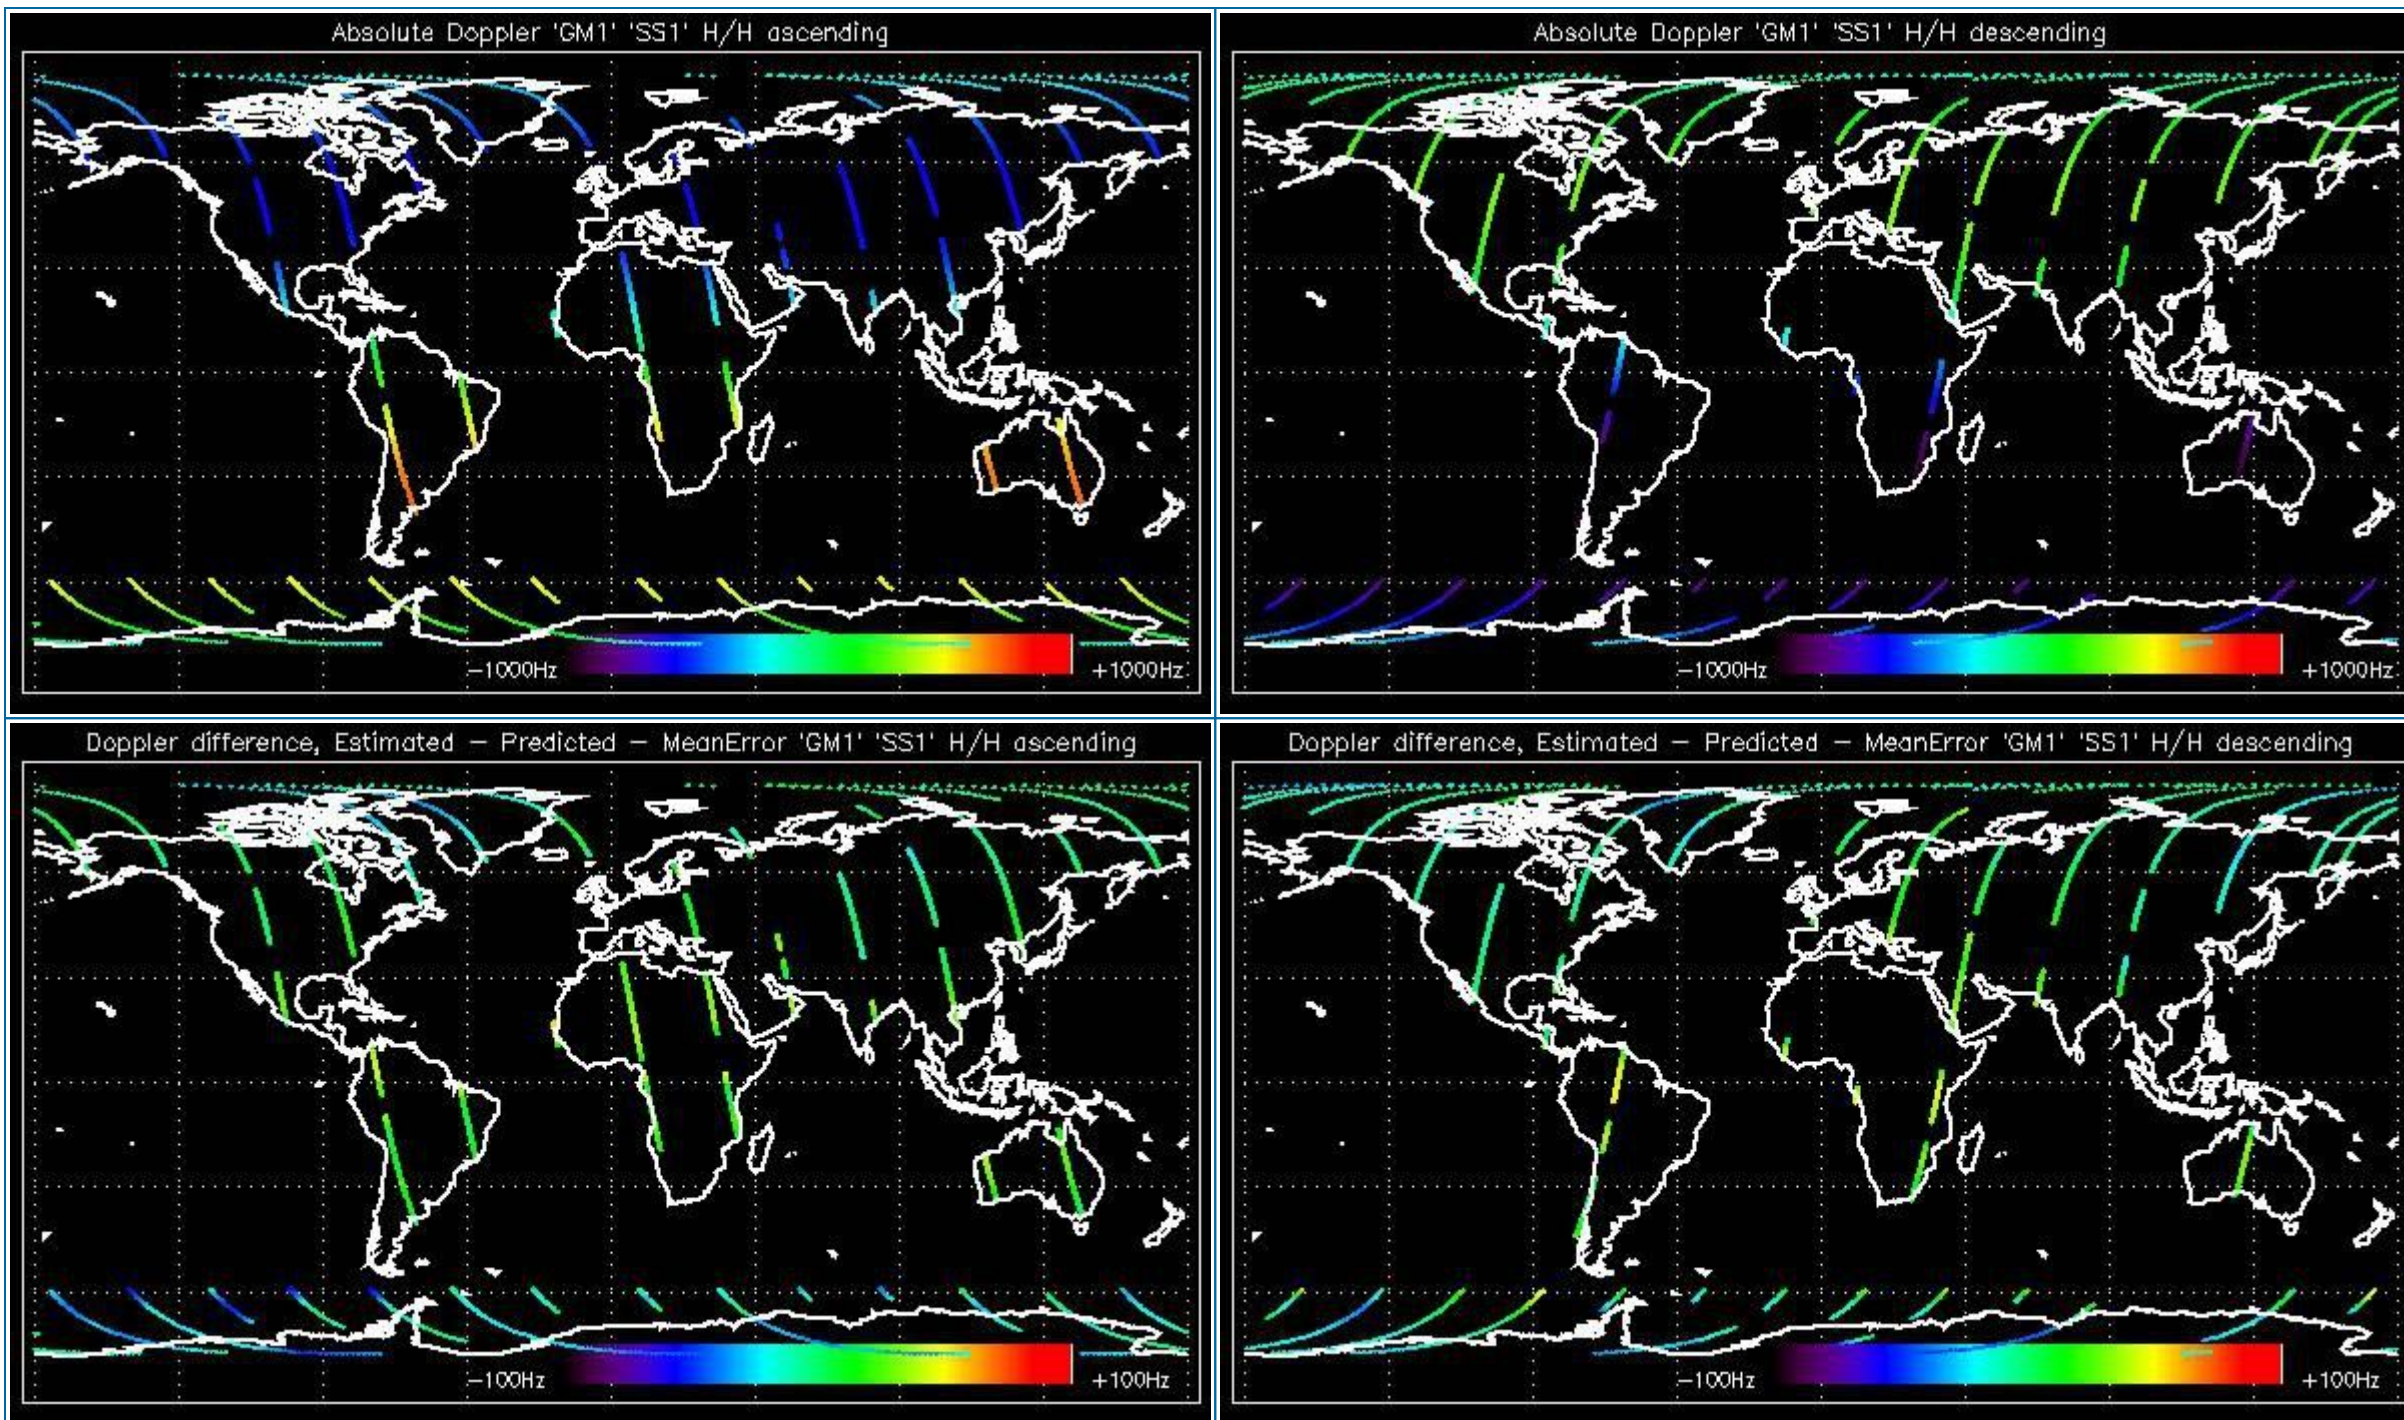 Absolute Doppler 'GM1' 'SS1' H/H ascending
−1000Hz
+1000Hz
Absolute Doppler 'GM1' 'SS1' H/H descending
−1000Hz
+1000Hz
Doppler difference, Estimated − Predicted − MeanError 'GM1' 'SS1' H/H ascending
−100Hz
+100Hz
Doppler difference, Estimated − Predicted − MeanError 'GM1' 'SS1' H/H descending
−100Hz
+100Hz